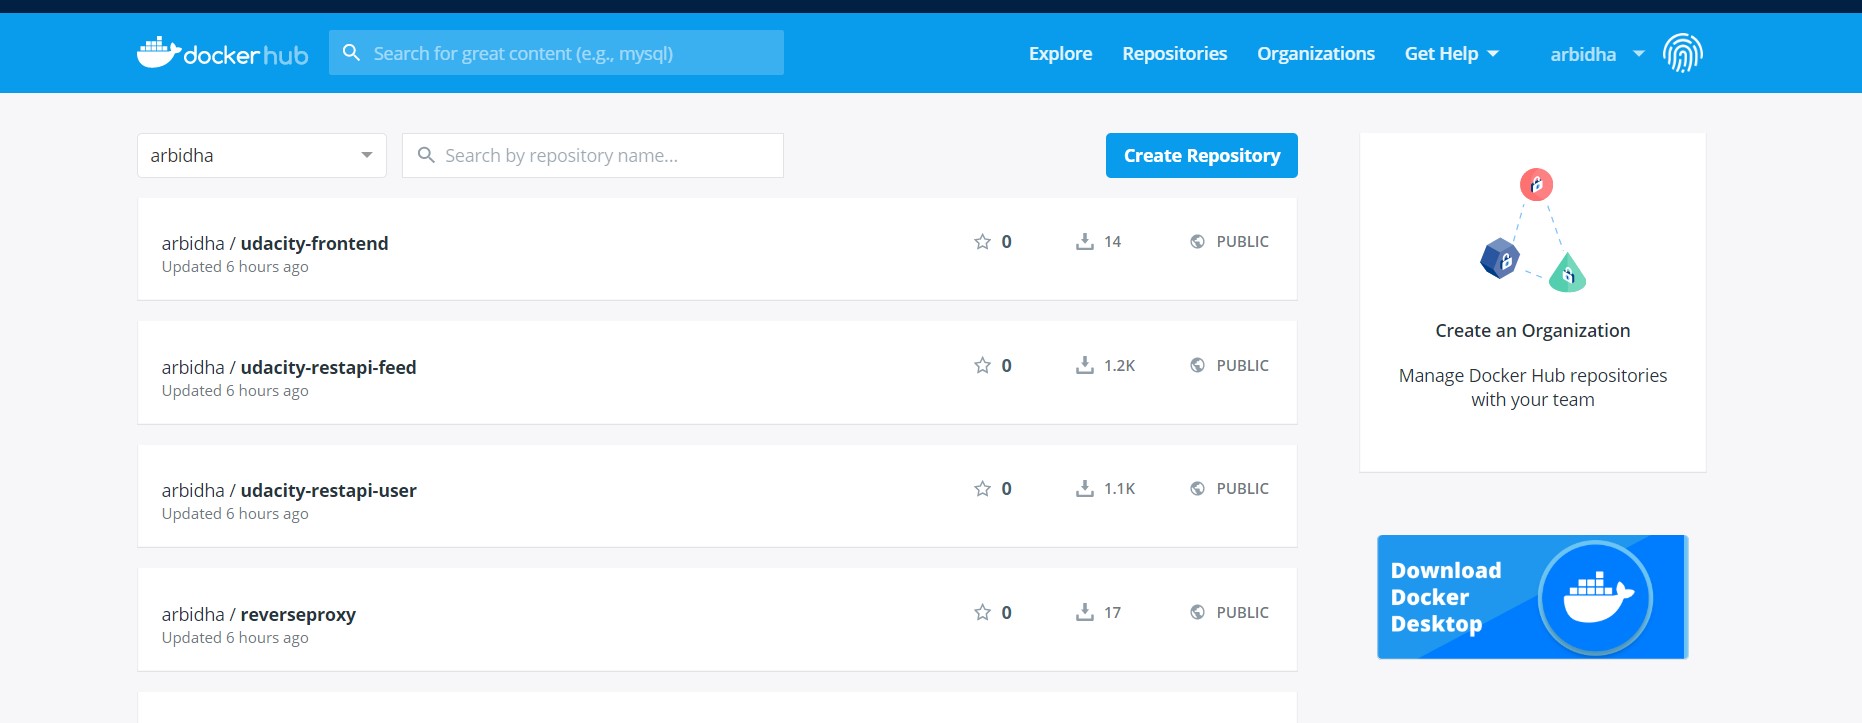 dockerhub
Search for great content (e.g., mysql)
Explore
Repositories
Organizations
Get Help
arbidha
arbidha
Search by repository name...
Create Repository
arbidha / udacity-frontend
Updated 6 hours ago
0
14
PUBLIC
arbidha / udacity-restapi-feed
Updated 6 hours ago
0
1.2K
PUBLIC
arbidha / udacity-restapi-user
Updated 6 hours ago
0
1.1K
PUBLIC
arbidha / reverseproxy
Updated 6 hours ago
0
17
PUBLIC
Create an Organization
Manage Docker Hub repositories
with your team
Download
Docker
Desktop